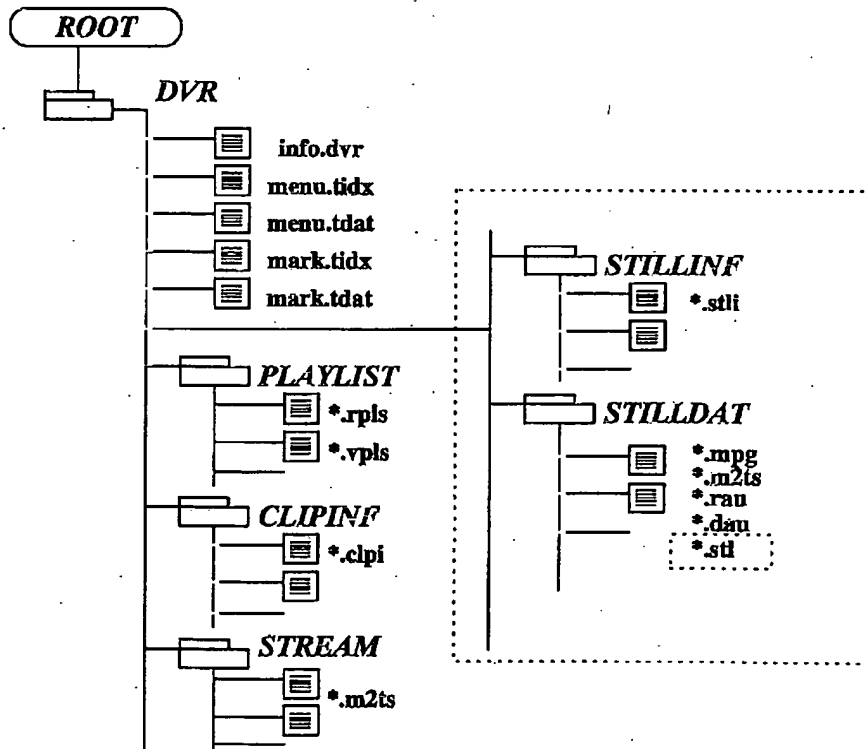 ROOT
DVR
info.dvr
menu.tidx
menu.tdat
mark.tidx
mark.tdat
PLAYLIST
*.rpls
*.vpls
CLIPINF
*.clpi
STREAM
*.m2ts
STILLINF
*.stli
STILLDAT
*.mpg
*.m2ts
*.rau
*.dau
*.stl